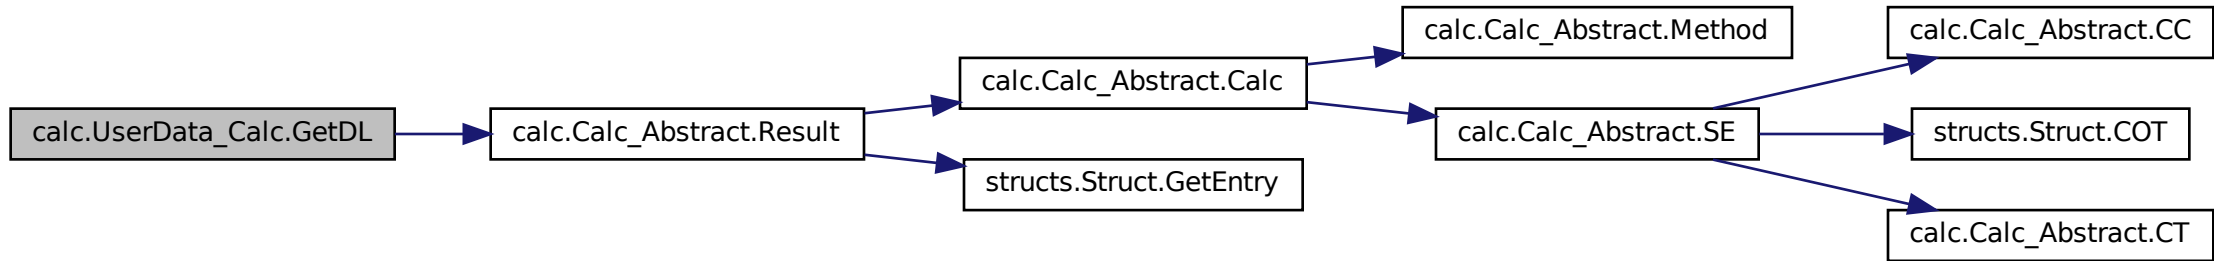 calc.UserData_Calc.GetDL
calc.Calc_Abstract.Result
calc.Calc_Abstract.Calc
structs.Struct.GetEntry
calc.Calc_Abstract.Method
calc.Calc_Abstract.SE
calc.Calc_Abstract.CC
structs.Struct.COT
calc.Calc_Abstract.CT